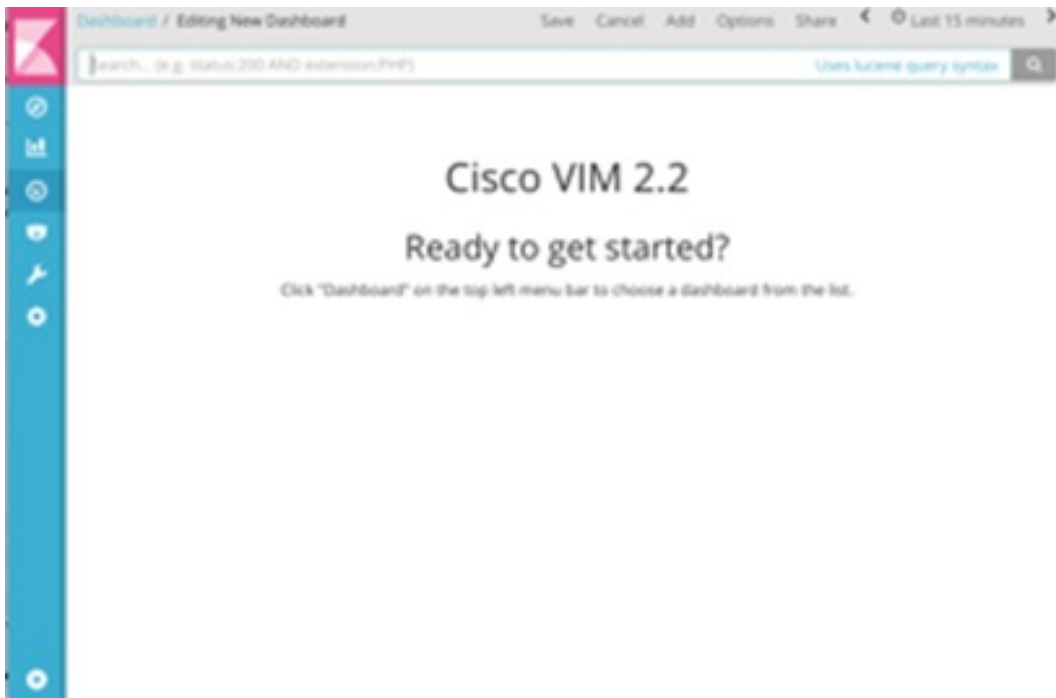 Dashboard / Editing New Dashboard Save Cancel Add Options Share Last 15 minutes
Search... (e.g. status:200 AND extension:PHP) Uses lucene query syntax
Cisco VIM 2.2
Ready to get started?
Click "Dashboard" on the top left menu bar to choose a dashboard from the list.